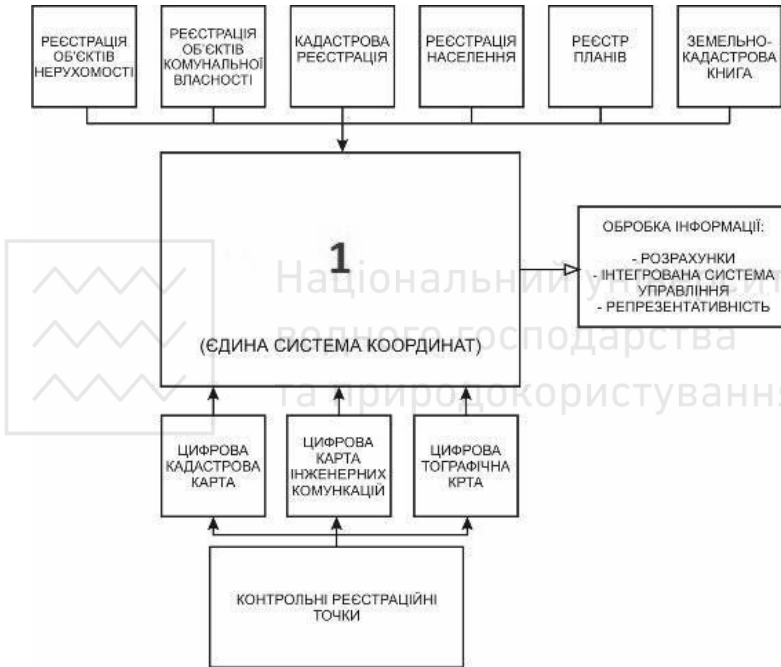 РЕЄСТРАЦІЯ
ОБ'ЄКТІВ
НЕРУХОМОСТІ
РЕЄСТРАЦІЯ
ОБ'ЄКТІВ
КОМУНАЛЬНОЇ
ВЛАСНОСТІ
КАДАСТРОВА
РЕЄСТРАЦІЯ
РЕЄСТРАЦІЯ
НАСЕЛЕННЯ
РЕЄСТР
ПЛАНІВ
ЗЕМЕЛЬНО-
КАДАСТРОВА
КНИГА
1
(ЄДИНА СИСТЕМА КООРДИНАТ)
ОБРОБКА ІНФОРМАЦІЇ:
- РОЗРАХУНКИ
- ІНТЕГРОВАНА СИСТЕМА
УПРАВЛІННЯ
- РЕПРЕЗЕНТАТИВНІСТЬ
Національний
водного господарства
та природокористування
ЦИФРОВА
КАДАСТРОВА
КАРТА
ЦИФРОВА
КАРТА
ІНЖЕНЕРНИХ
КОМУНКАЦІЙ
ЦИФРОВА
ТОГРАФІЧНА
КРТА
КОНТРОЛЬНІ РЕЄСТРАЦІЙНІ
ТОЧКИ